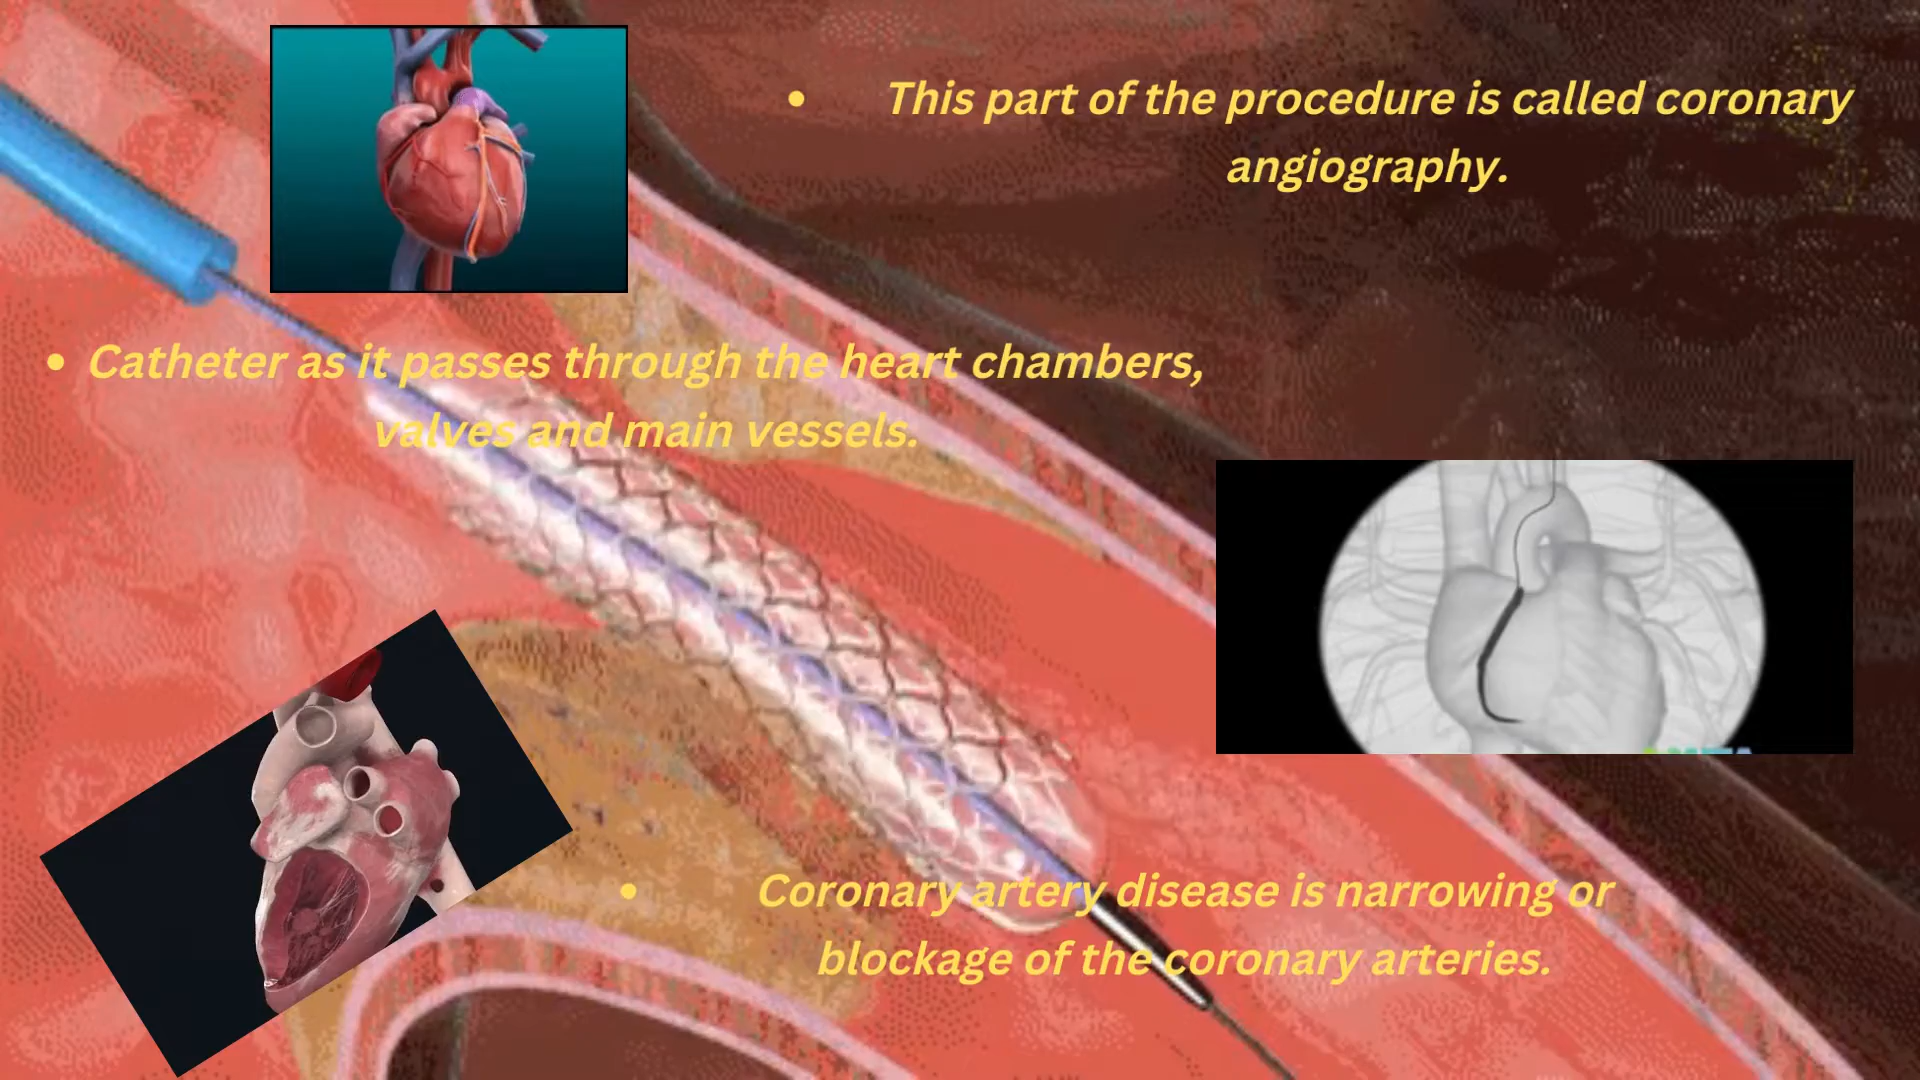 • This part of the procedure is called coronary
angiography.
• Catheter as it passes through the heart chambers,
valves and main vessels.
• Coronary artery disease is narrowing or
blockage of the coronary arteries.